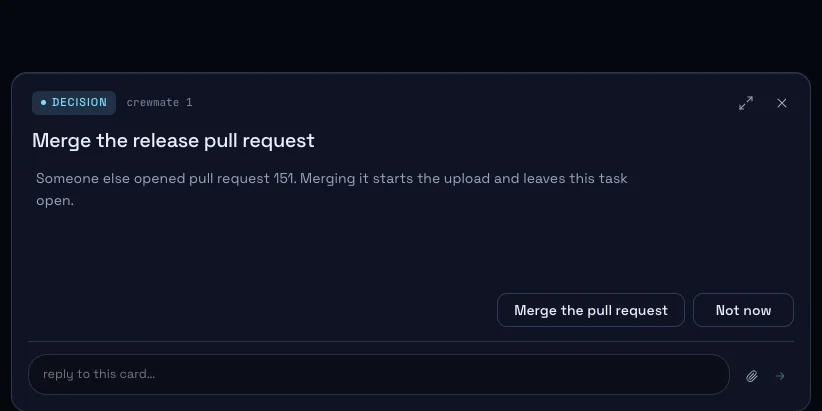 DECISION crewmate 1
Merge the release pull request
Someone else opened pull request 151. Merging it starts the upload and leaves this task
open.
Merge the pull request Not now
reply to this card...